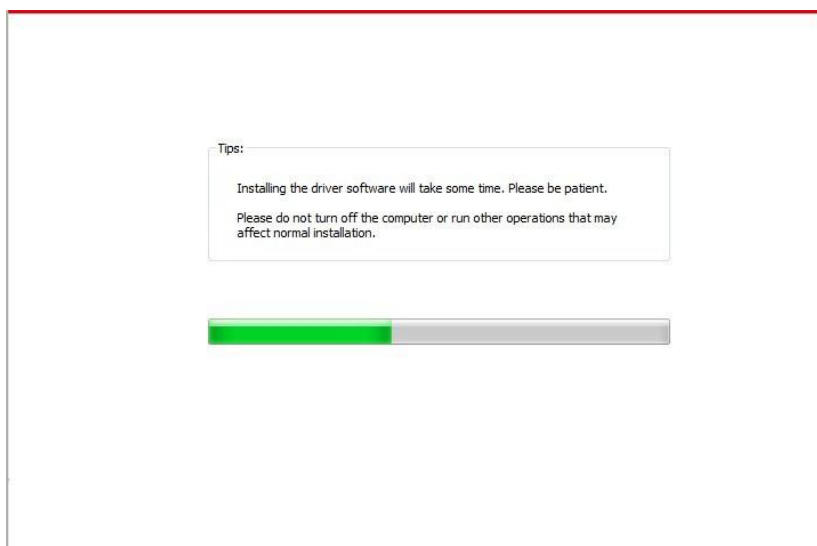 Tips:
Installing the driver software will take some time. Please be patient.
Please do not turn off the computer or run other operations that may
affect normal installation.